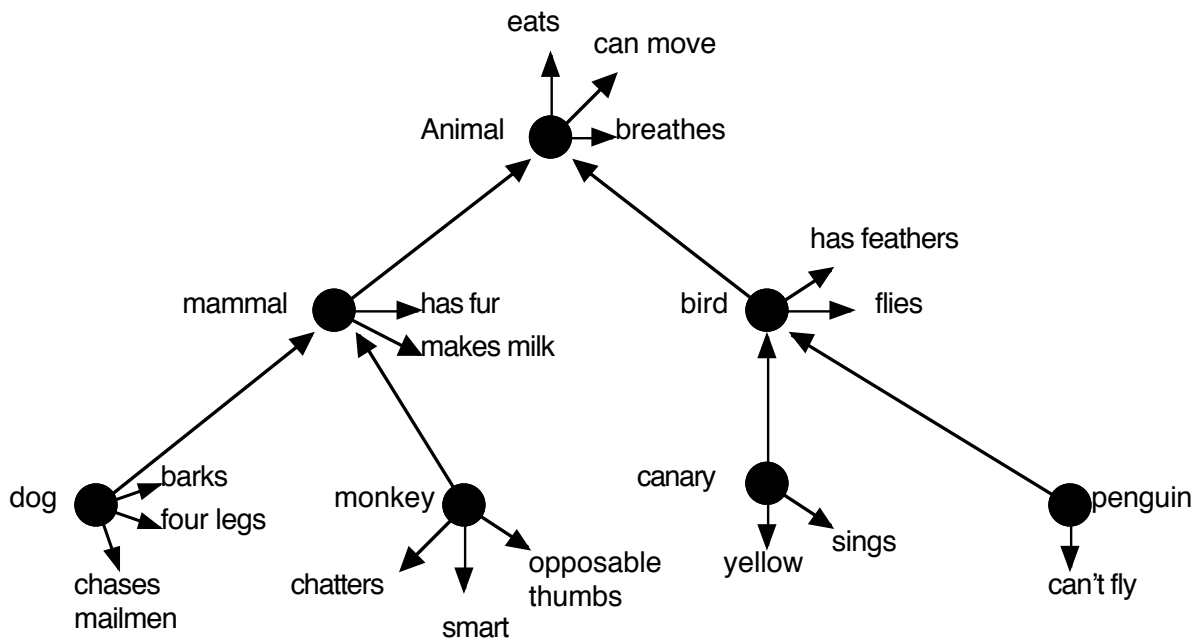 eats
can move
Animal
breathes
has feathers
mammal
has fur
bird
flies
makes milk
dog
barks
four legs
chases
mailmen
monkey
chatters
smart
opposable
thumbs
canary
yellow
sings
penguin
can't fly